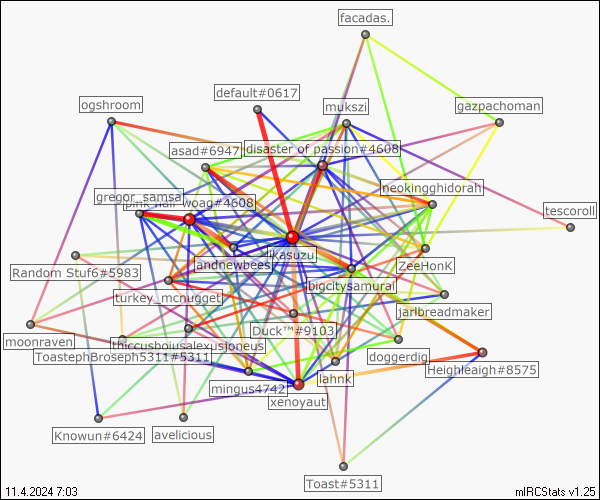 facadas.
default#0617
ogshroom
mukszi
gazpachoman
asad#6947
disaster of passion#4608
neokingghidorah
gregor_samsa
woag#4608
tescoroll
ikasuzu
andnewbees
ZeeHonK
Random Stuf6#5983
bigcitysamurai
turkey_mcnugget
jarlbreadmaker
Duck™#9103
moonraven
thiccusboiusalexusjoneus
ToastephBroseph5311#5311
doggerdig
Heighleaigh#8575
lahnk
mingus4742
xenoyaut
Knowun#6424
avelicious
Toast#5311
11.4.2024 7:03
mIRCStats v1.25